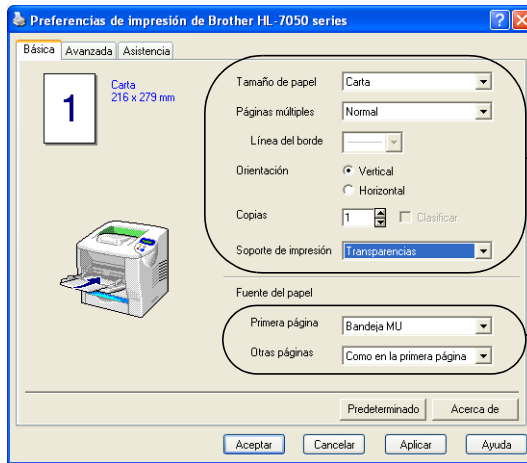 Preferencias de impresión de Brother HL-7050 series
Básica Avanzada Asistencia
1
Carta
216 x 279 mm
Tamaño de papel Carta
Páginas múltiples Normal
Línea del borde
Orientación Vertical
Horizontal
Copias 1 Clasificar
Soporte de impresión Transparencias
Fuente del papel
Primera página Bandeja MU
Otras páginas Como en la primera página
Predeterminado Acerca de
Aceptar Cancelar Aplicar Ayuda